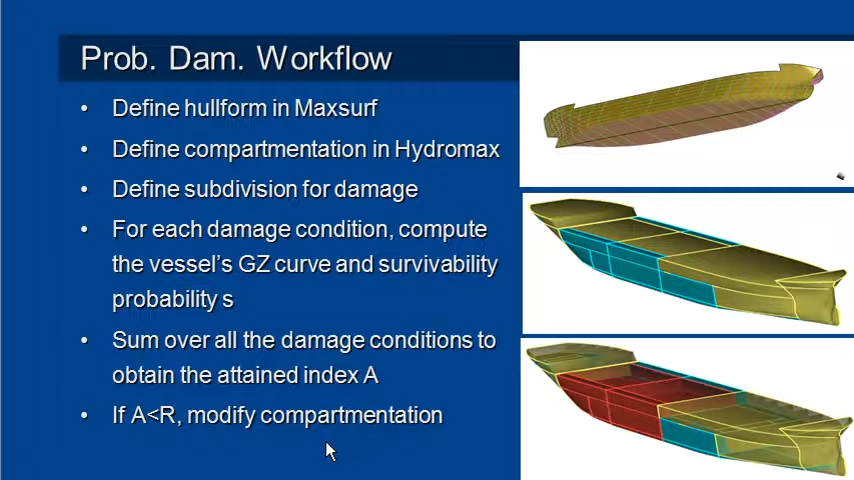 Prob. Dam. Workflow
• Define hullform in Maxsurf
• Define compartmentation in Hydromax
• Define subdivision for damage
• For each damage condition, compute
the vessel's GZ curve and survivability
probability s
• Sum over all the damage conditions to
obtain the attained index A
• If A<R, modify compartmentation